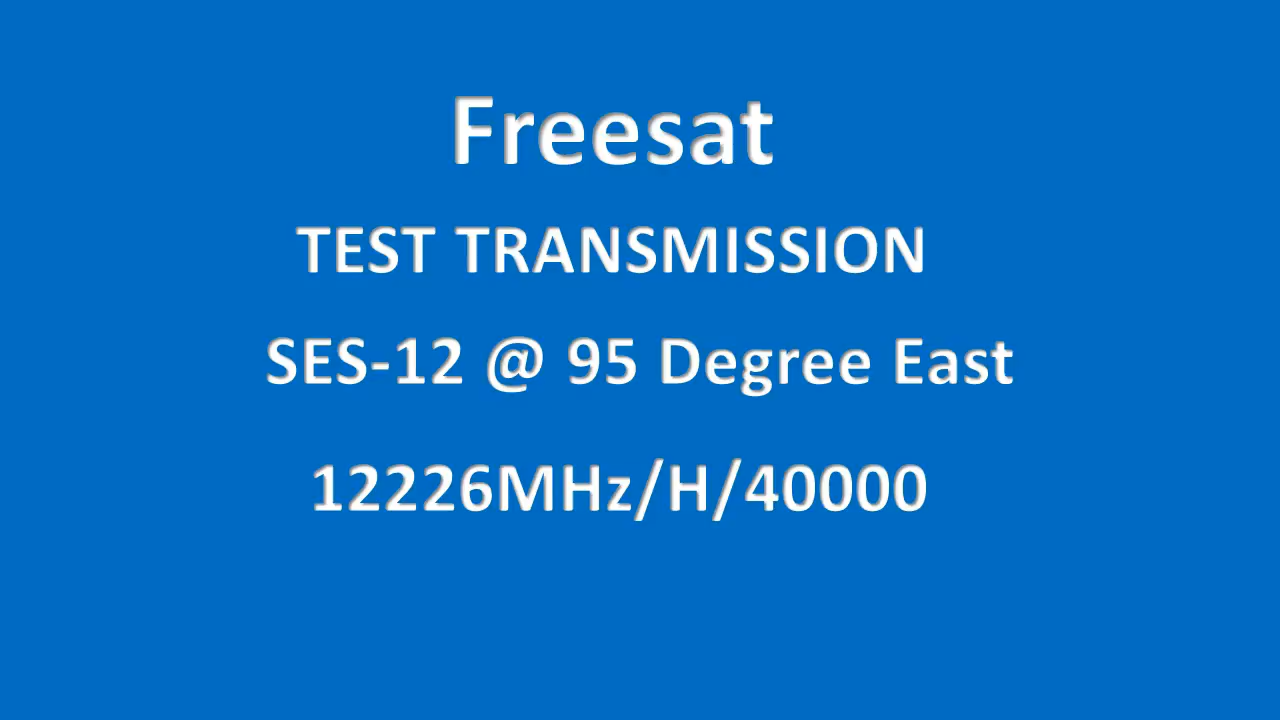 Freesat
TEST TRANSMISSION
SES-12 @ 95 Degree East
12226MHz/H/40000